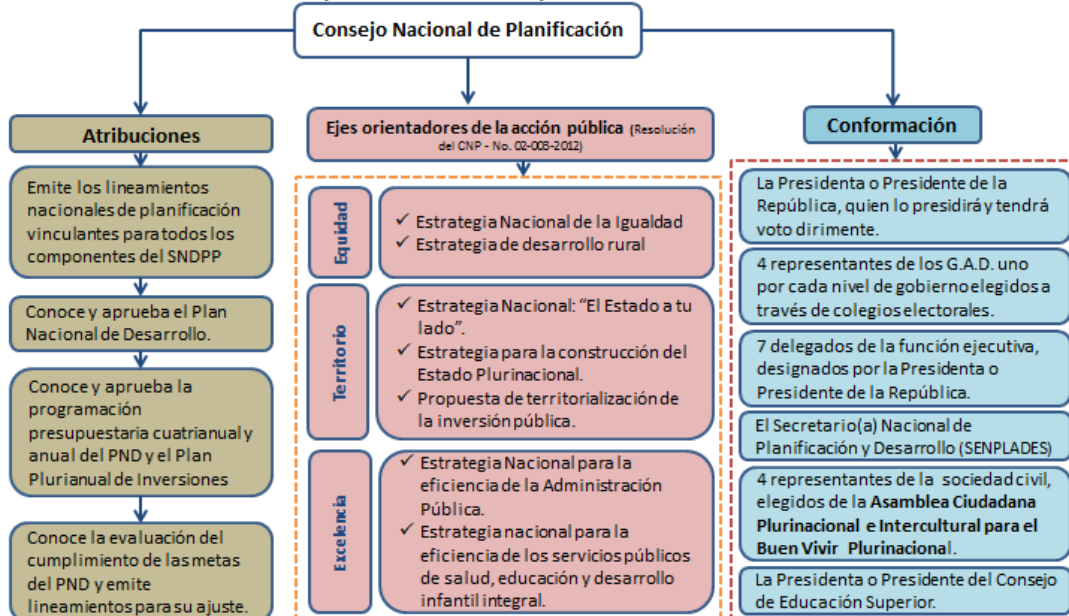 Consejo Nacional de Planificación
Atribuciones
Emite los lineamientos
nacionales de planificación
vinculantes para todos los
componentes del SNDPP
Conoce y aprueba el Plan
Nacional de Desarrollo.
Conoce y aprueba la
programación
presupuestaria cuatrianual y
anual del PND y el Plan
Plurianual de Inversiones
Conoce la evaluación del
cumplimiento de las metas
del PND y emite
lineamientos para su ajuste.
Ejes orientadores de la acción pública (Resolución
del CNP - No. 02-003-2012)
Equidad
✓ Estrategia Nacional de la Igualdad
✓ Estrategia de desarrollo rural
Territorio
✓ Estrategia Nacional: “El Estado a tu
lado”.
✓ Estrategia para la construcción del
Estado Plurinacional.
✓ Propuesta de territorialización de
la inversión pública.
Excelencia
✓ Estrategia Nacional para la
eficiencia de la Administración
Pública.
✓ Estrategia nacional para la
eficiencia de los servicios públicos
de salud, educación y desarrollo
infantil integral.
Conformación
La Presidenta o Presidente de la
República, quien lo presidirá y tendrá
voto dirimente.
4 representantes de los G.A.D. uno
por cada nivel de gobierno elegidos a
través de colegios electorales.
7 delegados de la función ejecutiva,
designados por la Presidenta o
Presidente de la República.
El Secretario(a) Nacional de
Planificación y Desarrollo (SENPLADES)
4 representantes de la sociedad civil,
elegidos de la Asamblea Ciudadana
Plurinacional e Intercultural para el
Buen Vivir Plurinacional.
La Presidenta o Presidente del Consejo
de Educación Superior.